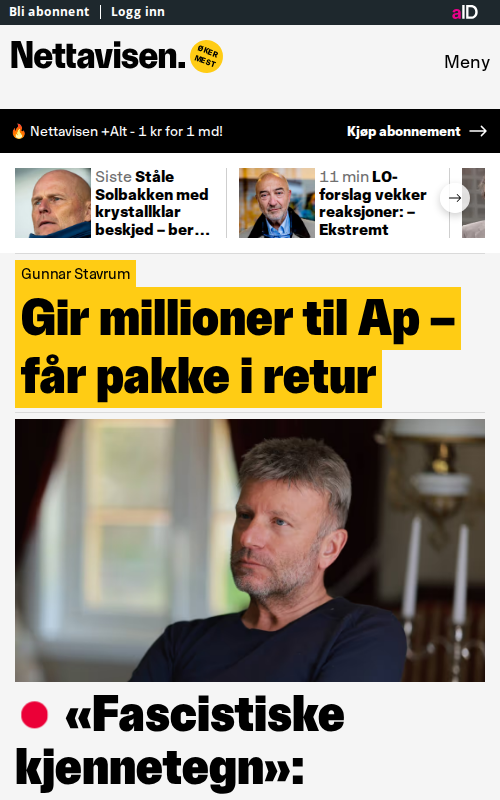 Bli abonnent
Logg inn
aID
Nettavisen.
ØKER
MEST
Meny
🔥 Nettavisen +Alt - 1 kr for 1 md!
Kjøp abonnement →
Siste Ståle
Solbakken med
krystallklar
beskjed – ber...
11 min LO-
forslag vekker
reaksjoner: –
Ekstremt
Gunnar Stavrum
Gir millioner til Ap –
får pakke i retur
«Fascistiske
kjennetegn»: